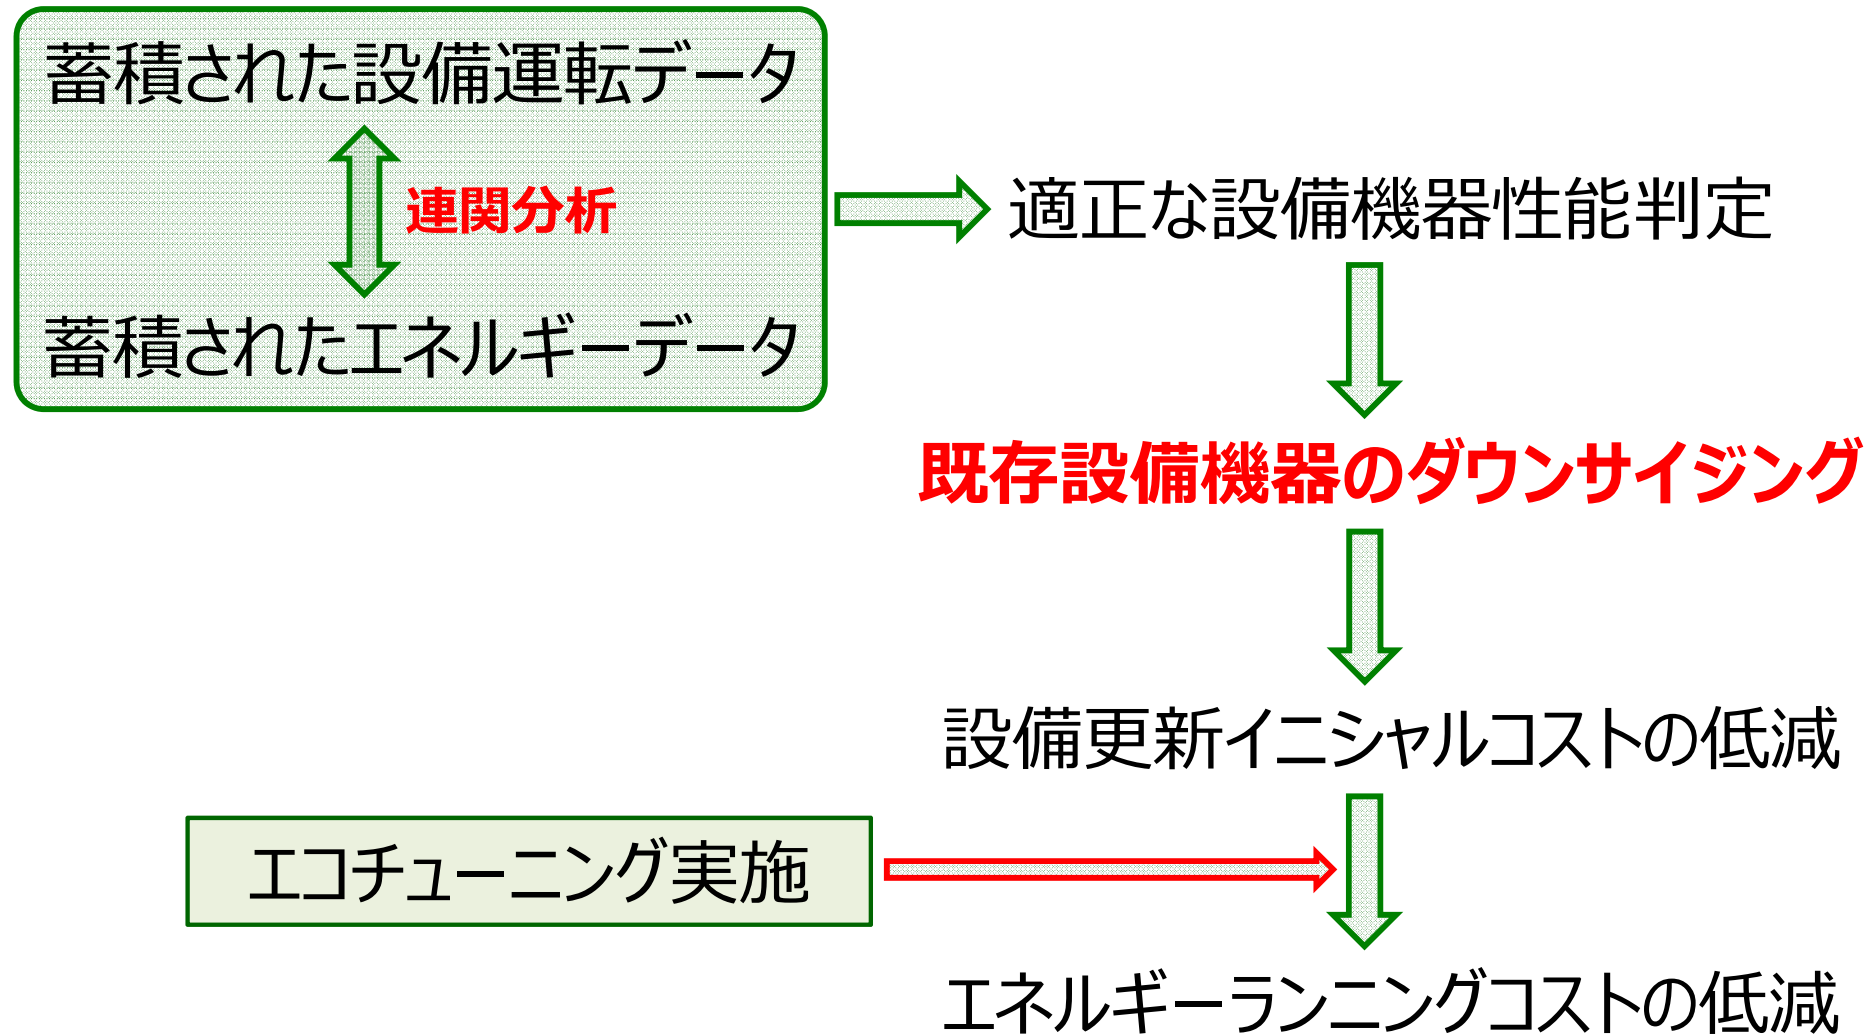 蓄積された設備運転データ
連関分析
蓄積されたエネルギーデータ
適正な設備機器性能判定
既存設備機器のダウンサイジング
設備更新イニシャルコストの低減
エコチューニング実施
エネルギーランニングコストの低減